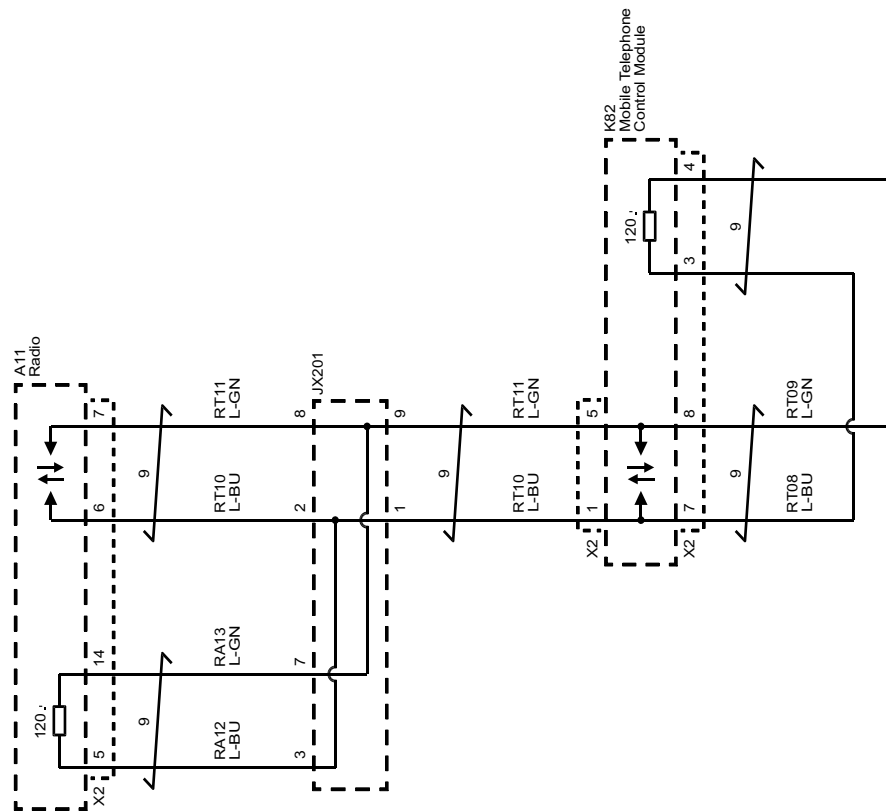 A11
Radio
120
X2
5
14
6
7
9
9
RA12
L-BU
RA13
L-GN
RT10
L-BU
RT11
L-GN
3
7
2
8
JX201
1
9
9
RT10
L-BU
RT11
L-GN
X2
1
5
K82
Mobile Telephone
Control Module
120
X2
7
8
3
4
9
9
RT08
L-BU
RT09
L-GN